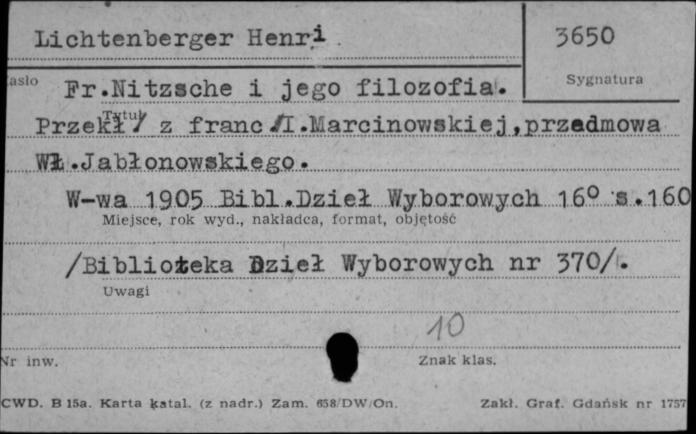 Lichtenberger Henri
3650
asło
Sygnatura
Fr.Nitzsche i jego filozofia.
Tytuł
Przekł/ z franc /I.Marcinowskiej,przedmowa
Wł.Jabłonowskiego.
W-wa 1905 Bibl.Dzieł Wyborowych 16° s.160
Miejsce, rok wyd., nakładca, format, objętość
/Biblioteka Dzieł Wyborowych nr 370/.
Uwagi
10
Nr inw.
Znak klas.
CWD. B 15a. Karta katal. (z nadr.) Zam. 658/DW/On.
Zakł. Graf. Gdańsk nr 1757